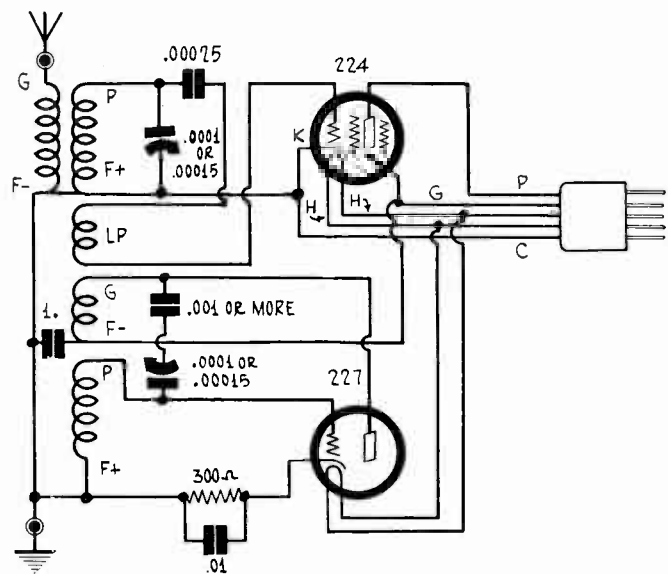 .00025
224
G
P
.0001
OR
.00015
K
F+
F-
H
H
G
P
LP
C
G
1.
.001 OR MORE
F-
.0001 OR
.00015
227
P
F+
300Ω
.01